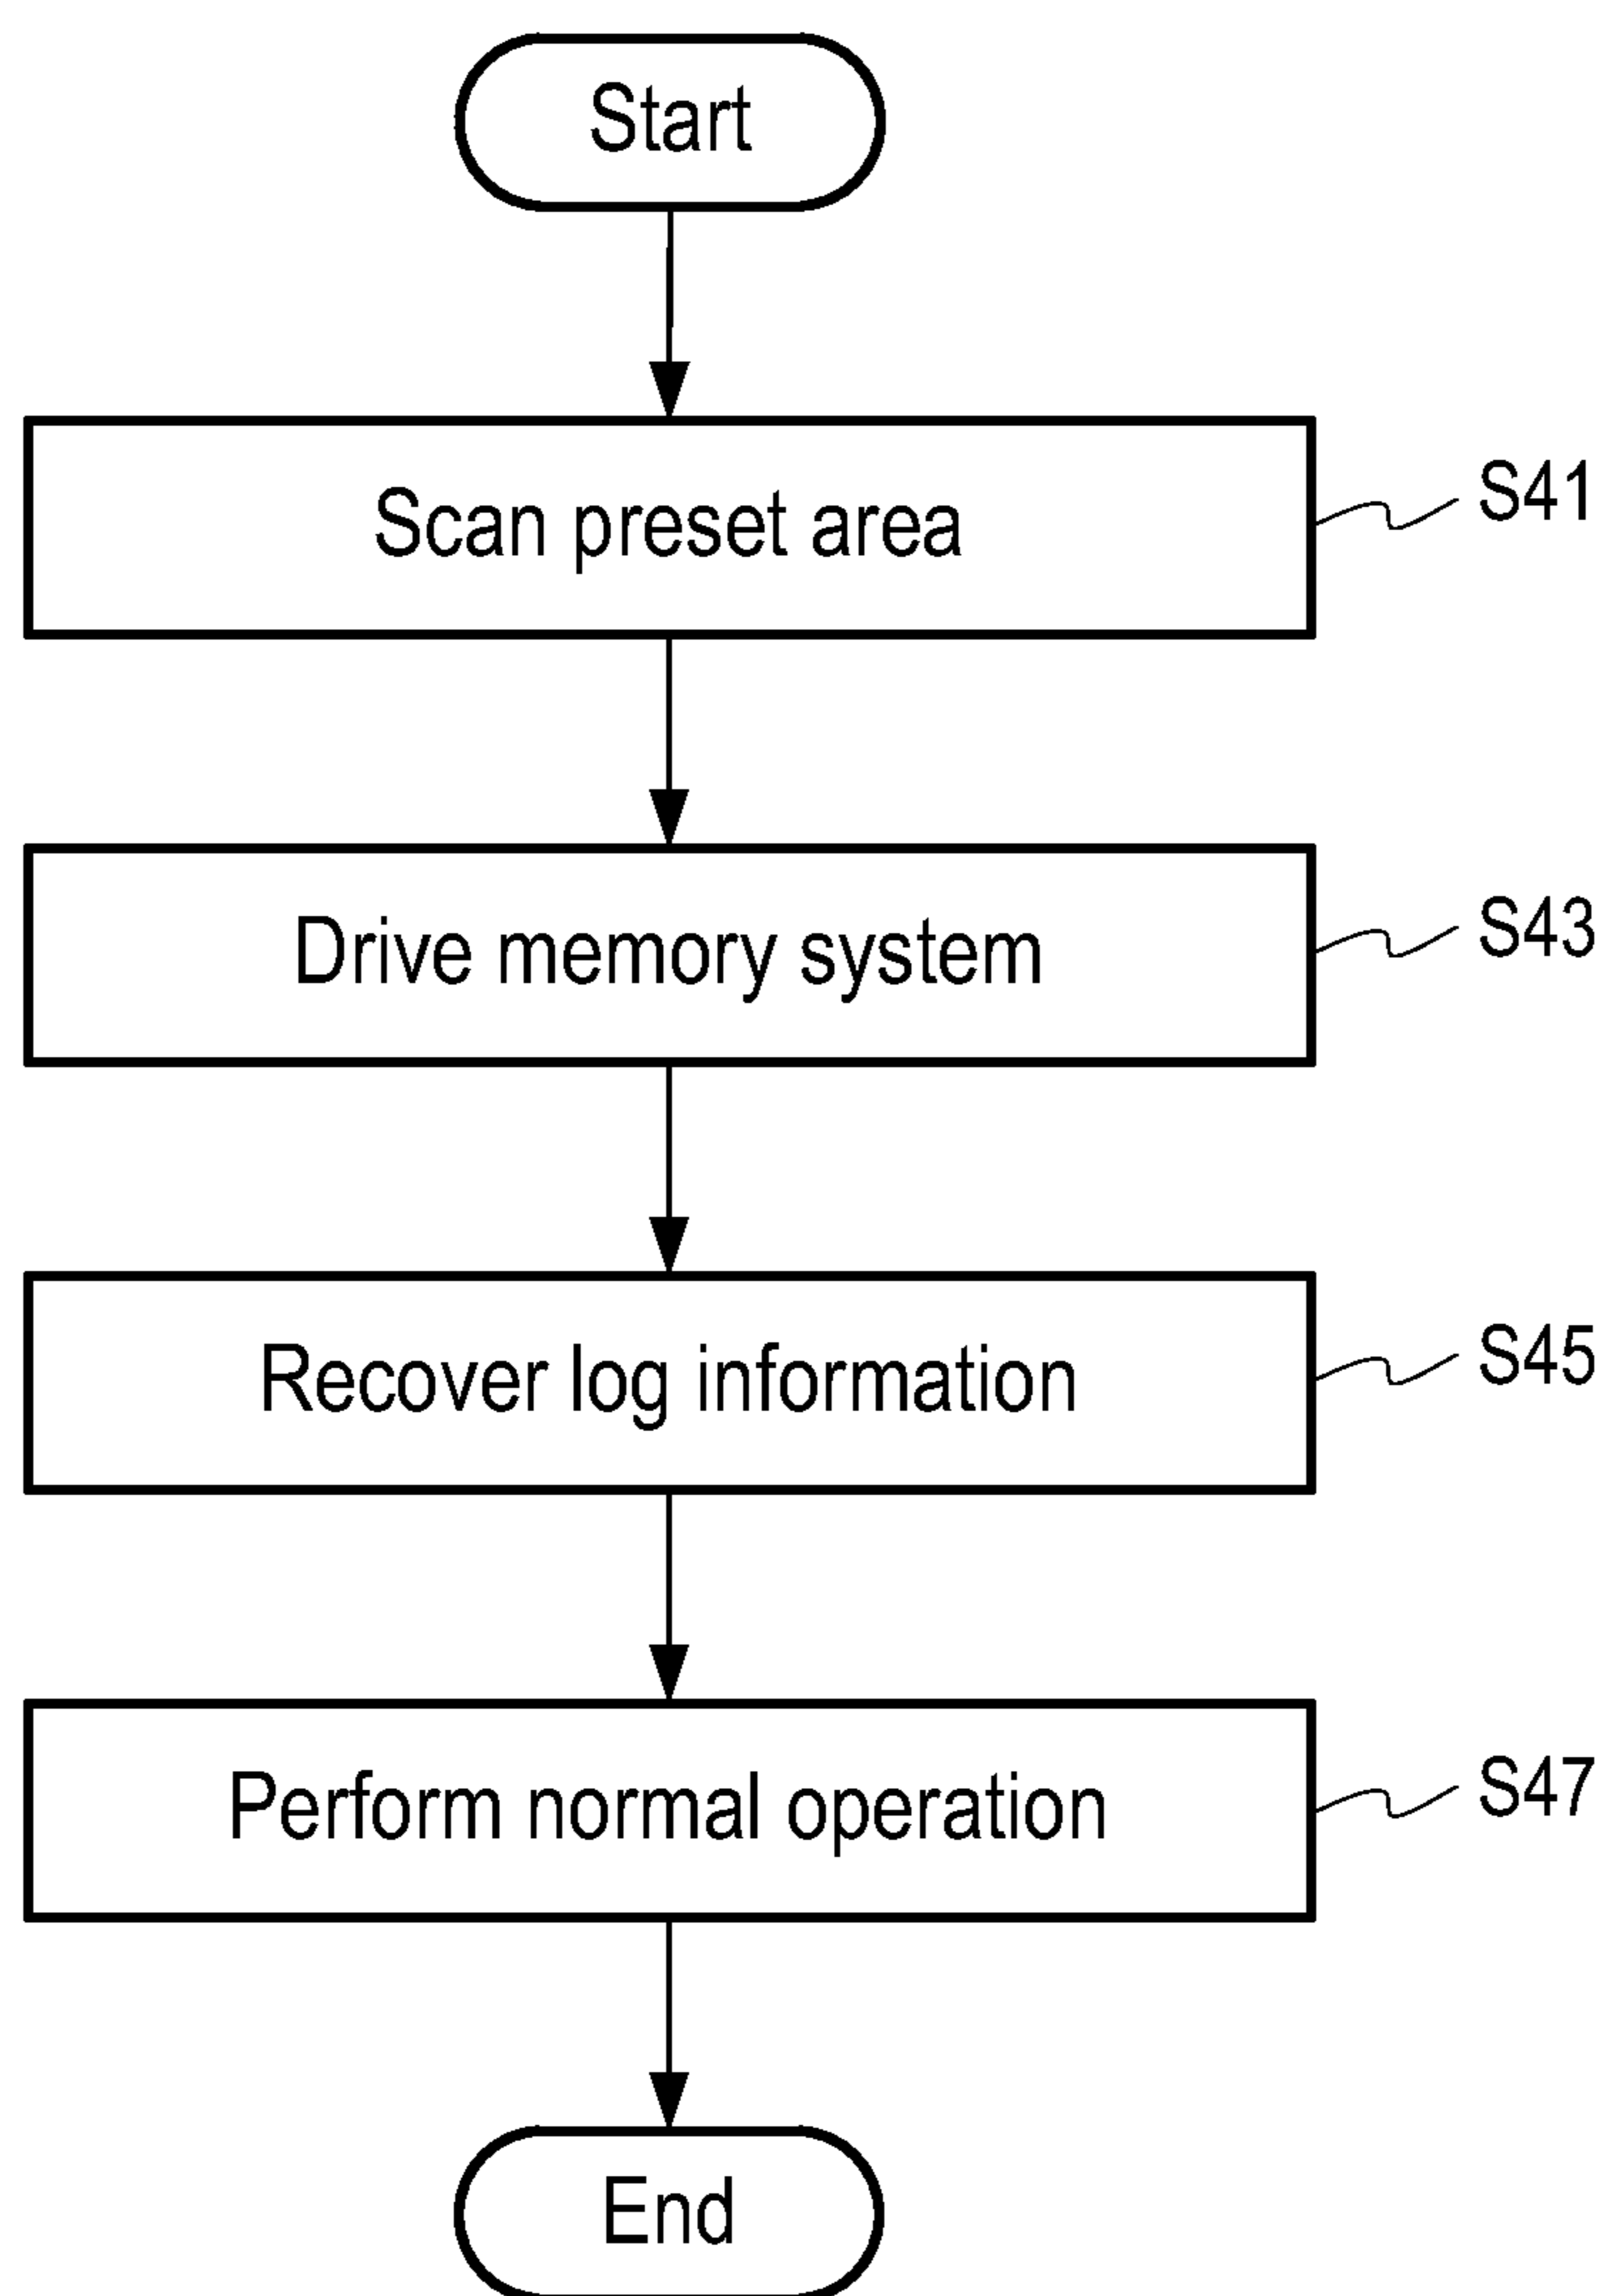 Start
Scan preset area
S41
Drive memory system
S43
Recover log information
S45
Perform normal operation
S47
End